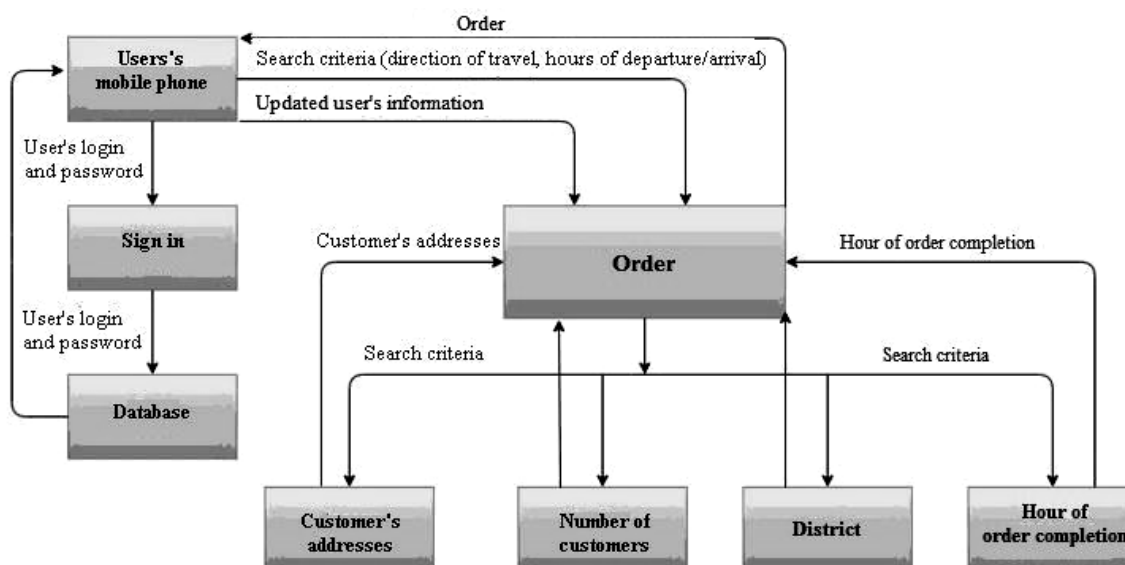 Order
Users's
mobile phone
Search criteria (direction of travel, hours of departure/arrival)
Updated user's information
User's login
and password
Sign in
Customer's addresses
Order
Hour of order completion
User's login
and password
Search criteria
Search criteria
Database
Customer's
addresses
Number of
customers
District
Hour of
order completion